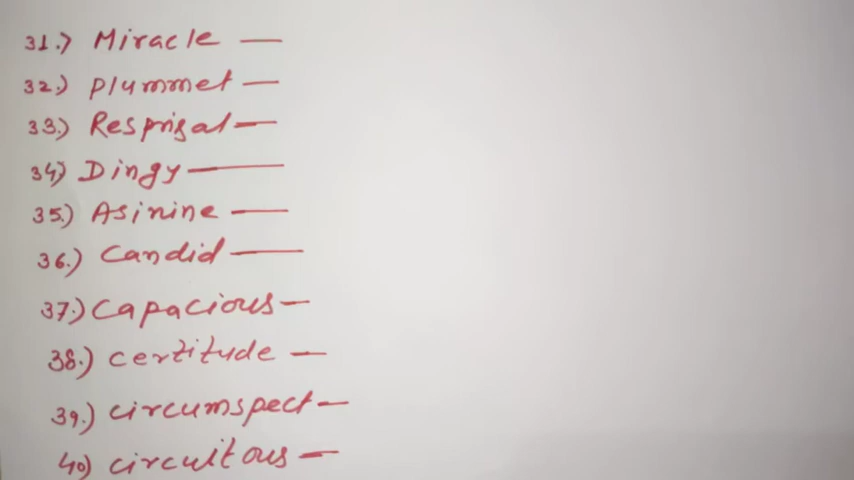 31.) Miracle —
32.) Plummet —
33.) Resprisal —
34) Dingy —
35.) Asinine —
36.) Candid —
37.) Capacious —
38.) Certitude —
39.) Circumspect —
40) Circuitous —